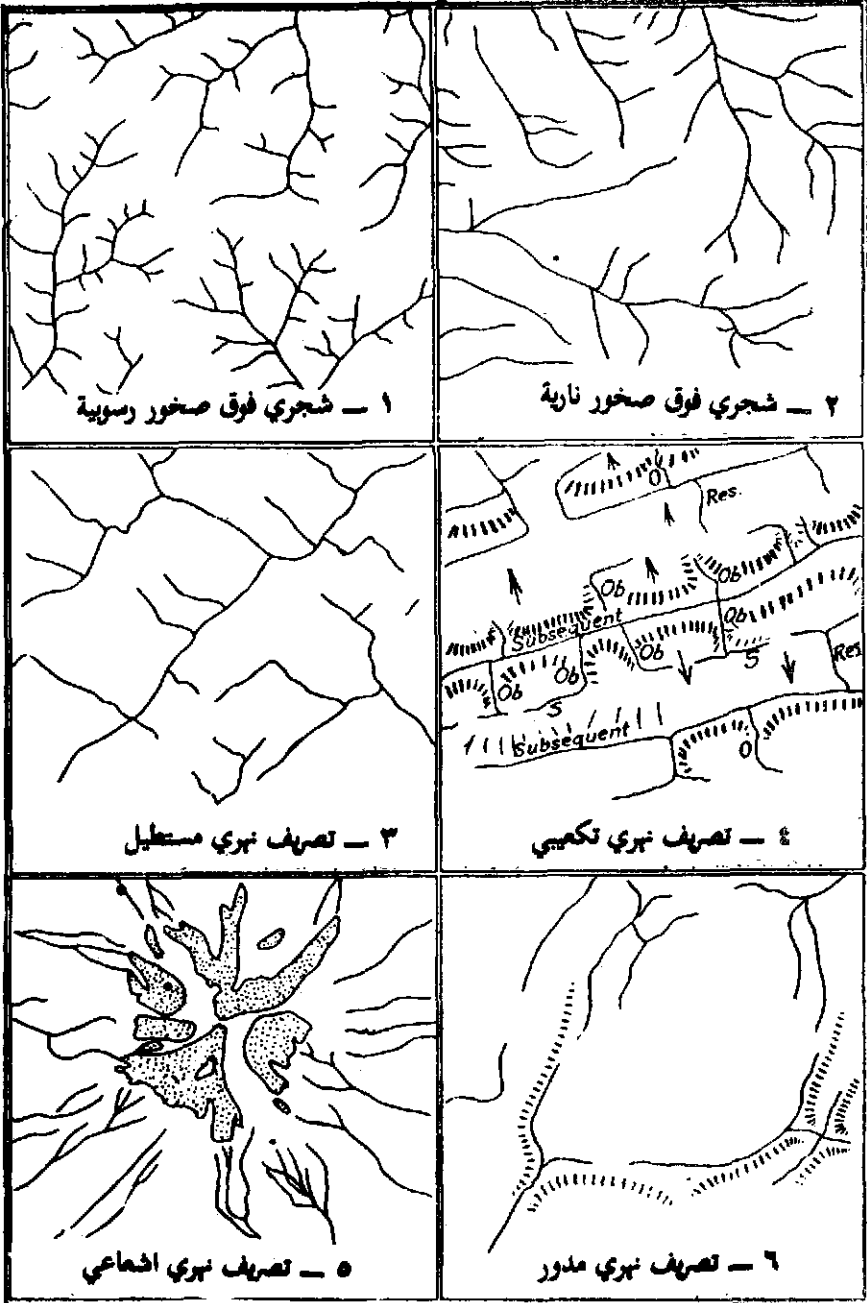 ١ ـ شجري فوق صخور رسوبية
٢ ـ شجري فوق صخور نارية
٣ ـ تصريف نهري مستطيل
O
Res.
Ob
Ob
Subsequent
Ob
Ob
S
Res
Ob
Ob
S
Subsequent
O
٤ ـ تصريف نهري تكعيبي
٥ ـ تصريف نهري اشعاعي
٦ ـ تصريف نهري مدور